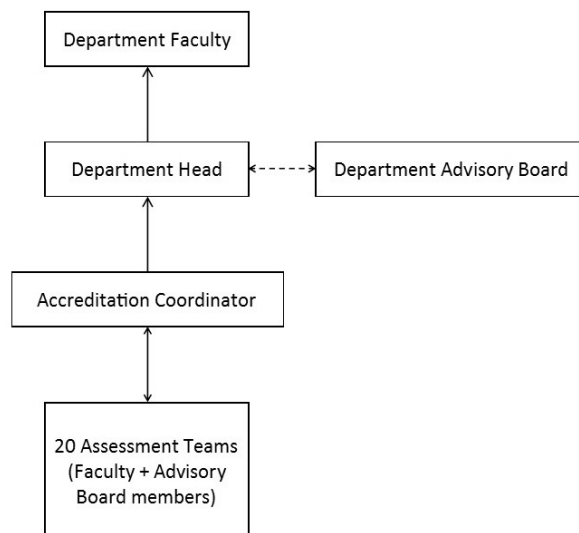 Department Faculty
Department Head
Department Advisory Board
Accreditation Coordinator
20 Assessment Teams
(Faculty + Advisory
Board members)